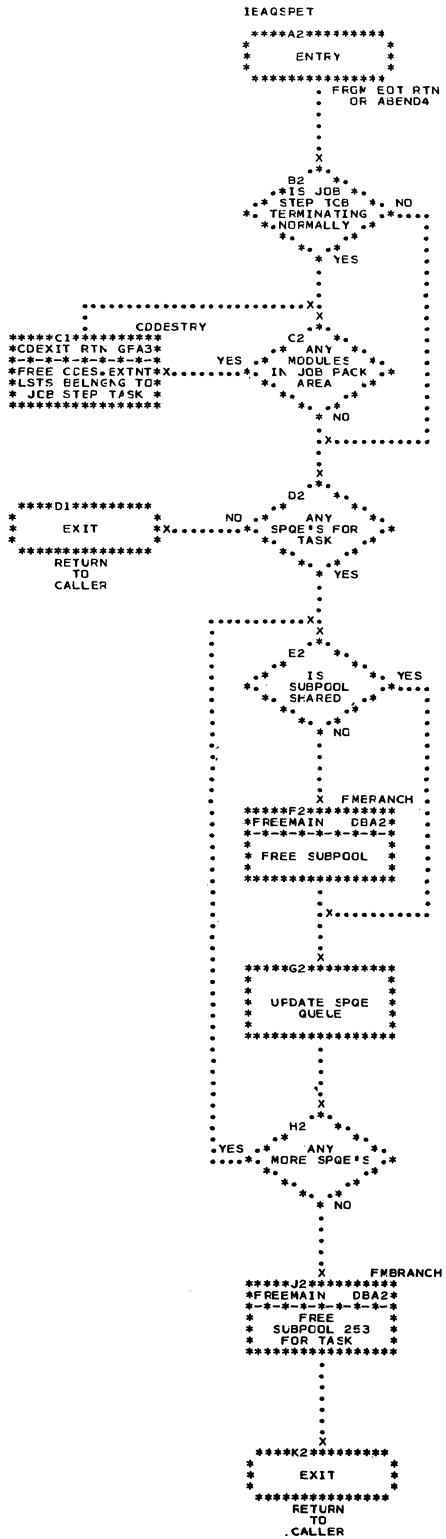 IEAQSPET
A2
ENTRY
FROM EOT RTN
OR ABEND4
B2
IS JOB
STEP TCB
TERMINATING
NORMALLY
NO
YES
CDDESTRY
C1
CDEXIT RTN GFA3
FREE CDES.EXTNT
LSTS BELNGNG TO
JOB STEP TASK
YES
C2
ANY
MODULES
IN JOB PACK
AREA
NO
D1
EXIT
RETURN
TO
CALLER
NO
D2
ANY
SPQE'S FOR
TASK
YES
E2
IS
SUBPOOL
SHARED
YES
NO
FMERANCH
F2
FREEMAIN DBA2
FREE SUBPOOL
G2
UPDATE SPQE
QUEUE
H2
YES
ANY
MORE SPQE'S
NO
FMBRANCH
J2
FREEMAIN DBA2
FREE
SUBPOOL 253
FOR TASK
K2
EXIT
RETURN
TO
CALLER